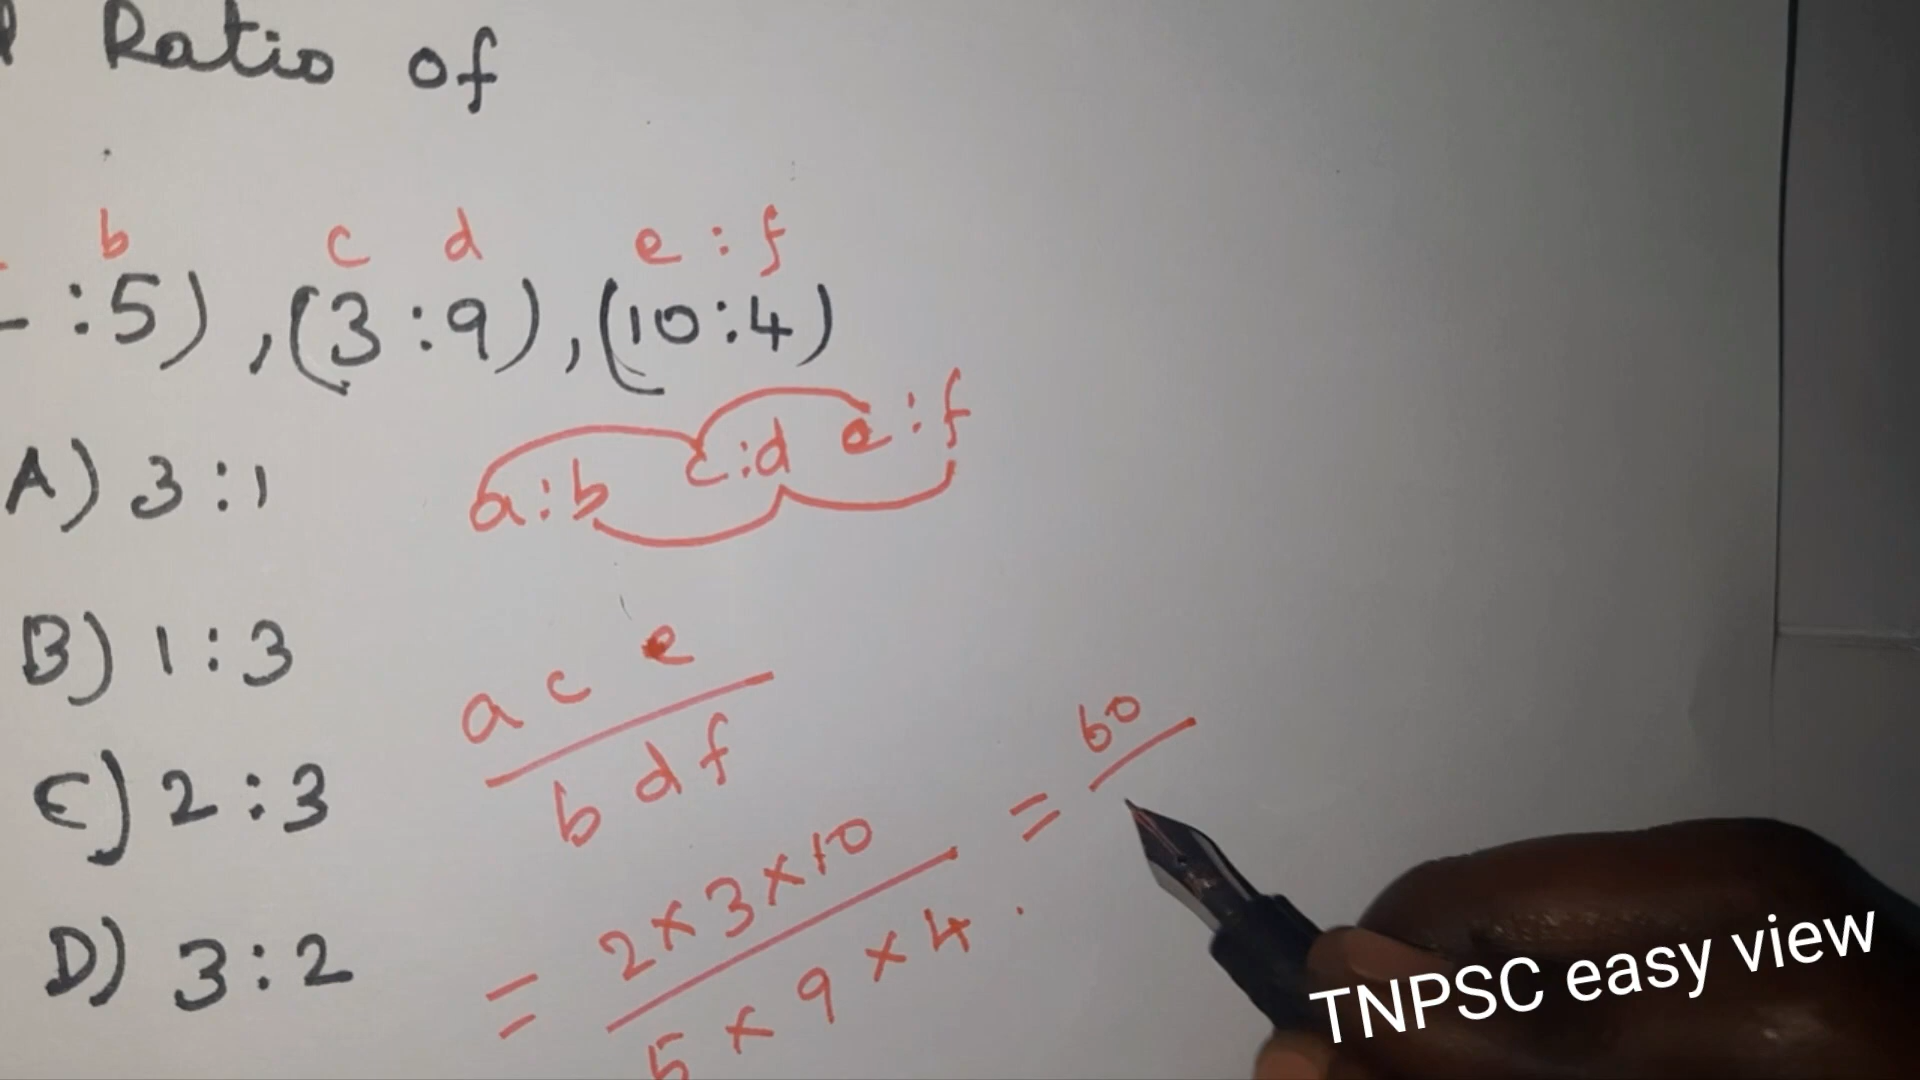 Ratio of
b c d e : f
: 5) , (3 : 9) , (10 : 4)
A) 3 : 1
a : b c : d e : f
B) 1 : 3
a c e
b d f
C) 2 : 3
= 2 × 3 × 10 = 60
5 × 9 × 4
D) 3 : 2
TNPSC easy view